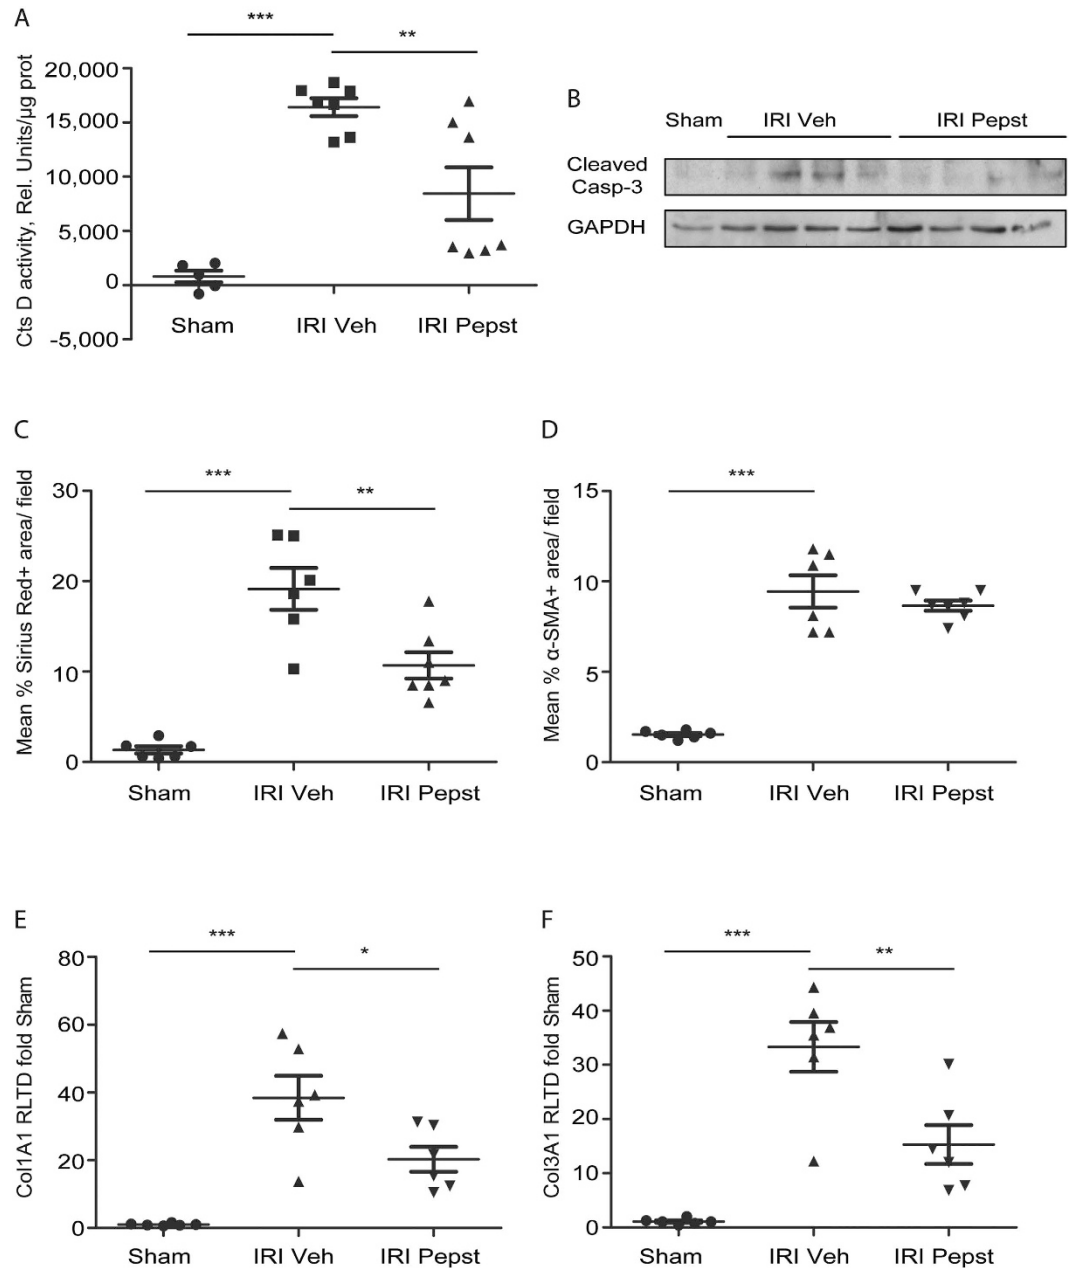 A
***
**
Cts D activity, Rel. Units/µg prot
20,000
15,000
10,000
5,000
0
-5,000
Sham IRI Veh IRI Pepst
B
Sham IRI Veh IRI Pepst
Cleaved
Casp-3
GAPDH
C
***
**
Mean % Sirius Red+ area/ field
30
20
10
0
Sham IRI Veh IRI Pepst
D
***
Mean % α-SMA+ area/ field
15
10
5
0
Sham IRI Veh IRI Pepst
E
***
*
Col1A1 RLTD fold Sham
80
60
40
20
0
Sham IRI Veh IRI Pepst
F
***
**
Col3A1 RLTD fold Sham
50
40
30
20
10
0
Sham IRI Veh IRI Pepst